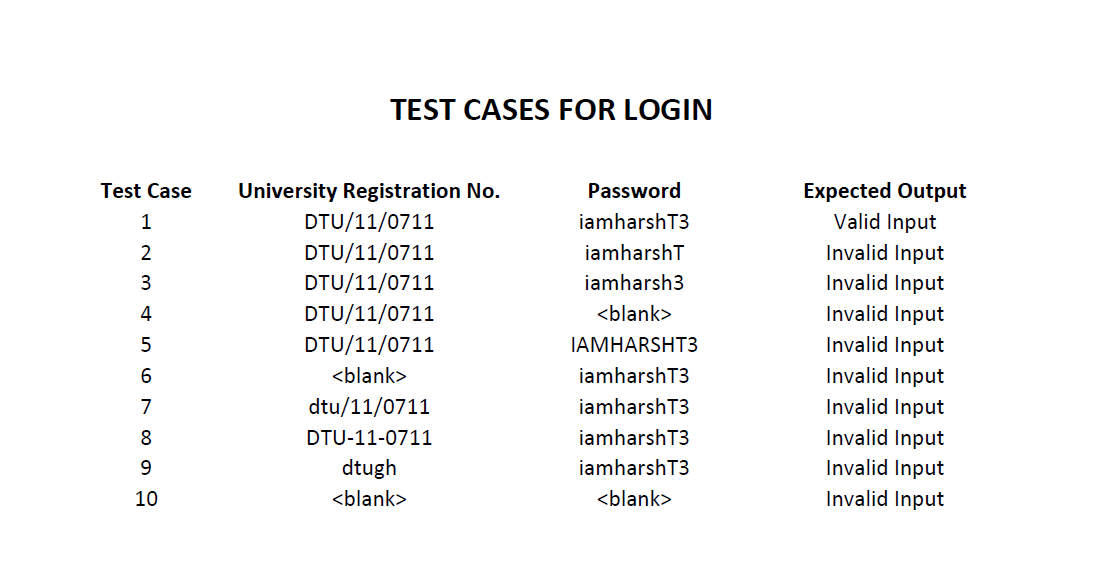 TEST CASES FOR LOGIN
Test Case University Registration No. Password Expected Output
1 DTU/11/0711 iamharshT3 Valid Input
2 DTU/11/0711 iamharshT Invalid Input
3 DTU/11/0711 iamharsh3 Invalid Input
4 DTU/11/0711 <blank> Invalid Input
5 DTU/11/0711 IAMHARSHT3 Invalid Input
6 <blank> iamharshT3 Invalid Input
7 dtu/11/0711 iamharshT3 Invalid Input
8 DTU-11-0711 iamharshT3 Invalid Input
9 dtugh iamharshT3 Invalid Input
10 <blank> <blank> Invalid Input